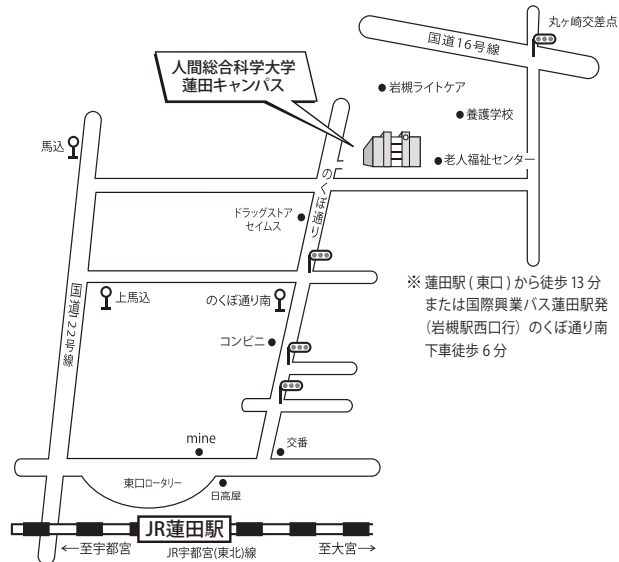 丸ヶ崎交差点
国道16号線
人間総合科学大学
蓮田キャンパス
岩槻ライトケア
養護学校
馬込
老人福祉センター
のくぼ通り
ドラッグストア
セイムス
国道122号線
上馬込
のくぼ通り南
※ 蓮田駅(東口)から徒歩13分
または国際興業バス蓮田駅発
(岩槻駅西口行) のくぼ通り南
下車徒歩6分
コンビニ
mine
交番
東口ロータリー
日高屋
JR蓮田駅
←至宇都宮
JR宇都宮(東北)線
至大宮→